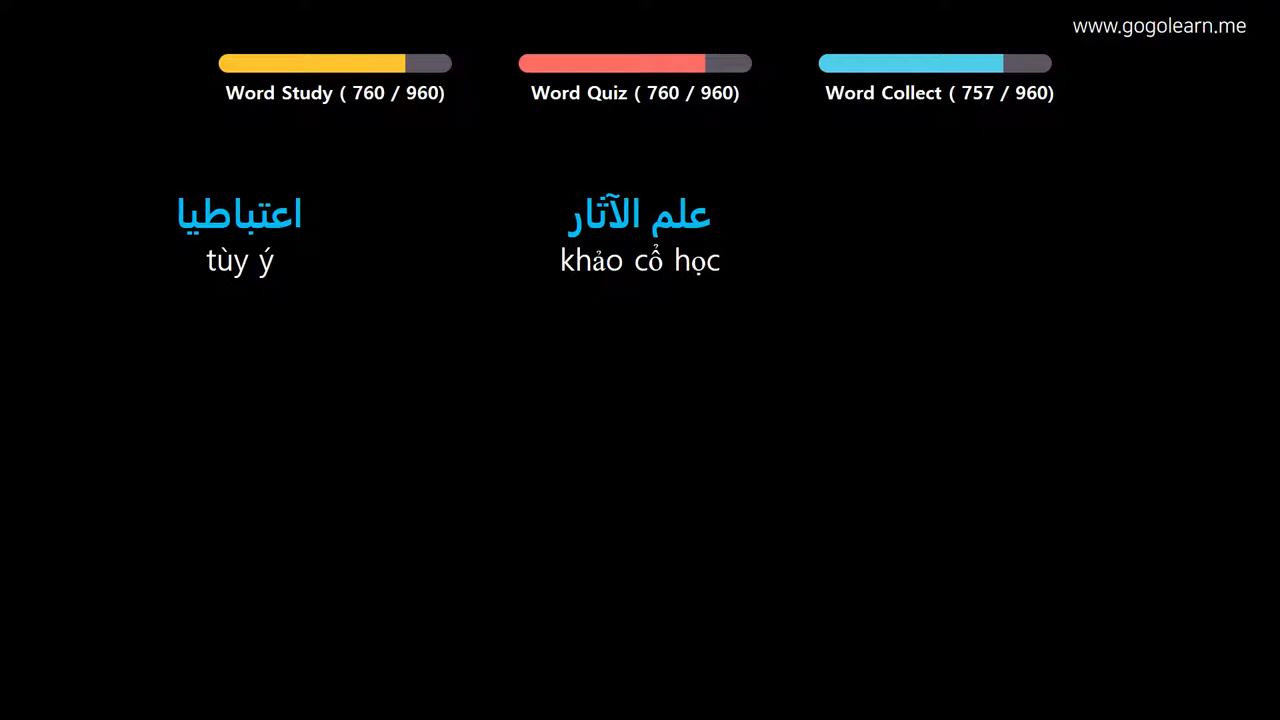 www.gogolearn.me
Word Study ( 760 / 960)
Word Quiz ( 760 / 960)
Word Collect ( 757 / 960)
اعتباطيا
tùy ý
علم الآثار
khảo cổ học